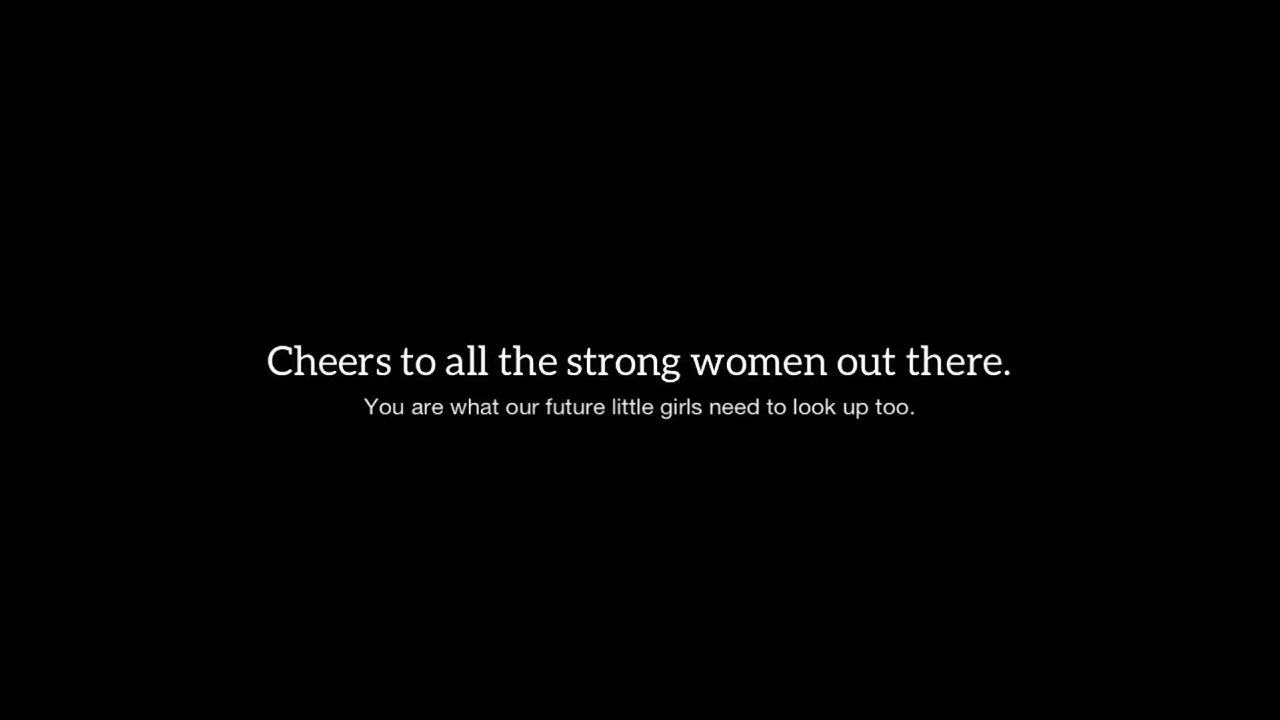 Cheers to all the strong women out there.
You are what our future little girls need to look up too.